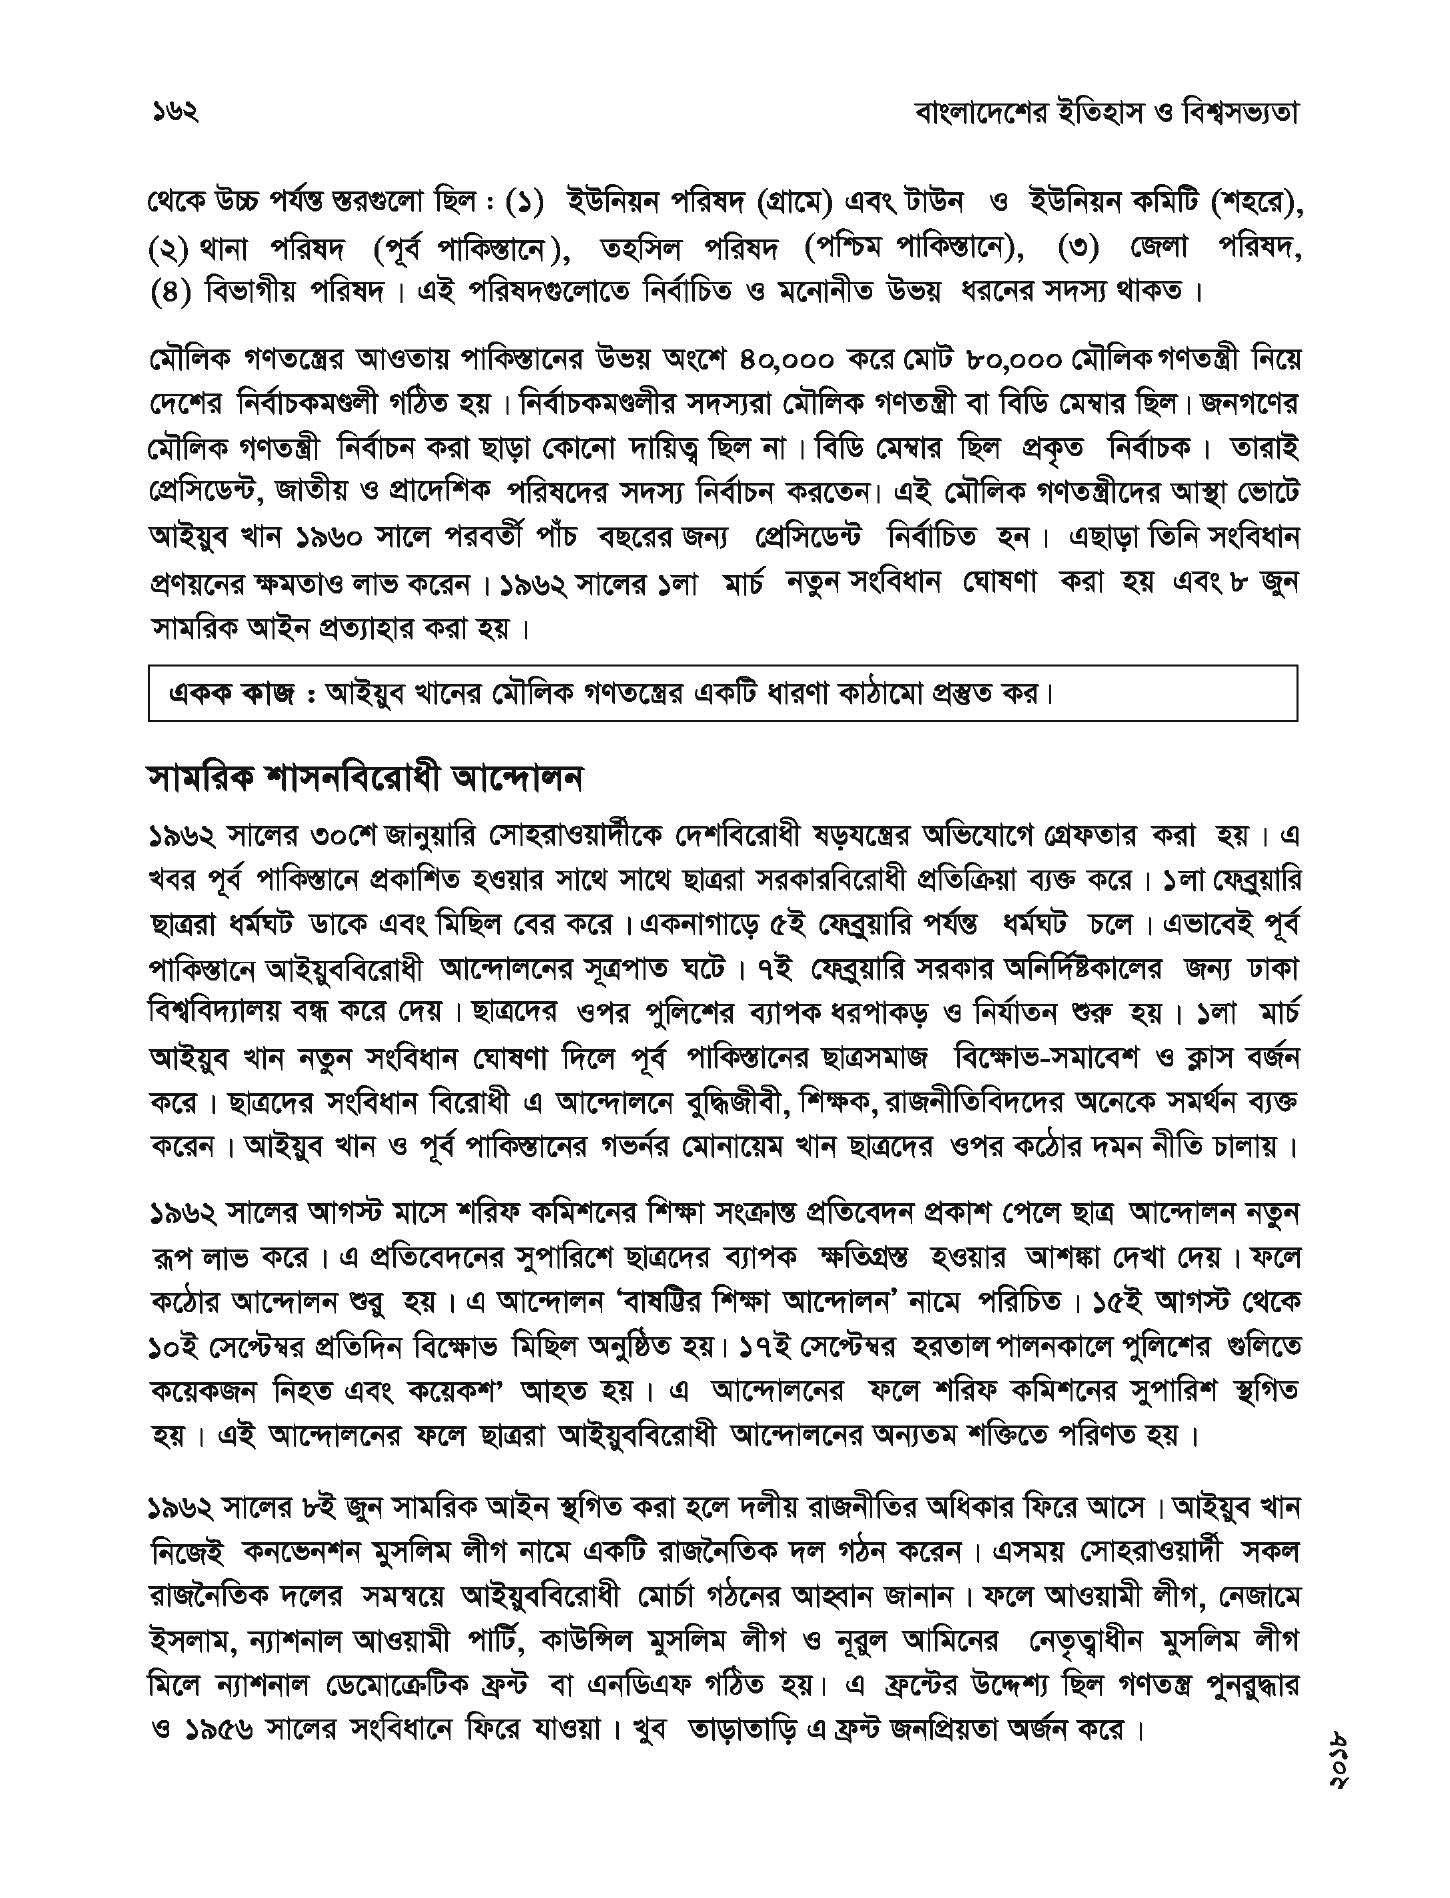 ১৬২
বাংলাদেশের ইতিহাস ও বিশ্বসভ্যতা
থেকে উচ্চ পর্যন্ত স্তরগুলো ছিল : (১) ইউনিয়ন পরিষদ (গ্রামে) এবং টাউন ও ইউনিয়ন কমিটি (শহরে),
(২) থানা পরিষদ (পূর্ব পাকিস্তানে), তহসিল পরিষদ (পশ্চিম পাকিস্তানে), (৩) জেলা পরিষদ,
(৪) বিভাগীয় পরিষদ। এই পরিষদগুলোতে নির্বাচিত ও মনোনীত উভয় ধরনের সদস্য থাকত।
মৌলিক গণতন্ত্রের আওতায় পাকিস্তানের উভয় অংশে ৪০,০০০ করে মোট ৮০,০০০ মৌলিক গণতন্ত্রী নিয়ে
দেশের নির্বাচকমণ্ডলী গঠিত হয়। নির্বাচকমণ্ডলীর সদস্যরা মৌলিক গণতন্ত্রী বা বিডি মেম্বার ছিল। জনগণের
মৌলিক গণতন্ত্রী নির্বাচন করা ছাড়া কোনো দায়িত্ব ছিল না। বিডি মেম্বার ছিল প্রকৃত নির্বাচক। তারাই
প্রেসিডেন্ট, জাতীয় ও প্রাদেশিক পরিষদের সদস্য নির্বাচন করতেন। এই মৌলিক গণতন্ত্রীদের আস্থা ভোটে
আইয়ুব খান ১৯৬০ সালে পরবর্তী পাঁচ বছরের জন্য প্রেসিডেন্ট নির্বাচিত হন। এছাড়া তিনি সংবিধান
প্রণয়নের ক্ষমতাও লাভ করেন। ১৯৬২ সালের ১লা মার্চ নতুন সংবিধান ঘোষণা করা হয় এবং ৮ জুন
সামরিক আইন প্রত্যাহার করা হয়।
একক কাজ : আইয়ুব খানের মৌলিক গণতন্ত্রের একটি ধারণা কাঠামো প্রস্তুত কর।
সামরিক শাসনবিরোধী আন্দোলন
১৯৬২ সালের ৩০শে জানুয়ারি সোহরাওয়ার্দীকে দেশবিরোধী ষড়যন্ত্রের অভিযোগে গ্রেফতার করা হয়। এ
খবর পূর্ব পাকিস্তানে প্রকাশিত হওয়ার সাথে সাথে ছাত্ররা সরকারবিরোধী প্রতিক্রিয়া ব্যক্ত করে। ১লা ফেব্রুয়ারি
ছাত্ররা ধর্মঘট ডাকে এবং মিছিল বের করে। একনাগাড়ে ৫ই ফেব্রুয়ারি পর্যন্ত ধর্মঘট চলে। এভাবেই পূর্ব
পাকিস্তানে আইয়ুববিরোধী আন্দোলনের সূত্রপাত ঘটে। ৭ই ফেব্রুয়ারি সরকার অনির্দিষ্টকালের জন্য ঢাকা
বিশ্ববিদ্যালয় বন্ধ করে দেয়। ছাত্রদের ওপর পুলিশের ব্যাপক ধরপাকড় ও নির্যাতন শুরু হয়। ১লা মার্চ
আইয়ুব খান নতুন সংবিধান ঘোষণা দিলে পূর্ব পাকিস্তানের ছাত্রসমাজ বিক্ষোভ-সমাবেশ ও ক্লাস বর্জন
করে। ছাত্রদের সংবিধান বিরোধী এ আন্দোলনে বুদ্ধিজীবী, শিক্ষক, রাজনীতিবিদদের অনেকে সমর্থন ব্যক্ত
করেন। আইয়ুব খান ও পূর্ব পাকিস্তানের গভর্নর মোনায়েম খান ছাত্রদের ওপর কঠোর দমন নীতি চালায়।
১৯৬২ সালের আগস্ট মাসে শরিফ কমিশনের শিক্ষা সংক্রান্ত প্রতিবেদন প্রকাশ পেলে ছাত্র আন্দোলন নতুন
রূপ লাভ করে। এ প্রতিবেদনের সুপারিশে ছাত্রদের ব্যাপক ক্ষতিগ্রস্ত হওয়ার আশঙ্কা দেখা দেয়। ফলে
কঠোর আন্দোলন শুরু হয়। এ আন্দোলন ‘বাষট্টির শিক্ষা আন্দোলন’ নামে পরিচিত। ১৫ই আগস্ট থেকে
১০ই সেপ্টেম্বর প্রতিদিন বিক্ষোভ মিছিল অনুষ্ঠিত হয়। ১৭ই সেপ্টেম্বর হরতাল পালনকালে পুলিশের গুলিতে
কয়েকজন নিহত এবং কয়েকশ’ আহত হয়। এ আন্দোলনের ফলে শরিফ কমিশনের সুপারিশ স্থগিত
হয়। এই আন্দোলনের ফলে ছাত্ররা আইয়ুববিরোধী আন্দোলনের অন্যতম শক্তিতে পরিণত হয়।
১৯৬২ সালের ৮ই জুন সামরিক আইন স্থগিত করা হলে দলীয় রাজনীতির অধিকার ফিরে আসে। আইয়ুব খান
নিজেই কনভেনশন মুসলিম লীগ নামে একটি রাজনৈতিক দল গঠন করেন। এসময় সোহরাওয়ার্দী সকল
রাজনৈতিক দলের সমন্বয়ে আইয়ুববিরোধী মোর্চা গঠনের আহ্বান জানান। ফলে আওয়ামী লীগ, নেজামে
ইসলাম, ন্যাশনাল আওয়ামী পার্টি, কাউন্সিল মুসলিম লীগ ও নূরুল আমিনের নেতৃত্বাধীন মুসলিম লীগ
মিলে ন্যাশনাল ডেমোক্রেটিক ফ্রন্ট বা এনডিএফ গঠিত হয়। এ ফ্রন্টের উদ্দেশ্য ছিল গণতন্ত্র পুনরুদ্ধার
ও ১৯৫৬ সালের সংবিধানে ফিরে যাওয়া। খুব তাড়াতাড়ি এ ফ্রন্ট জনপ্রিয়তা অর্জন করে।
২০১৮